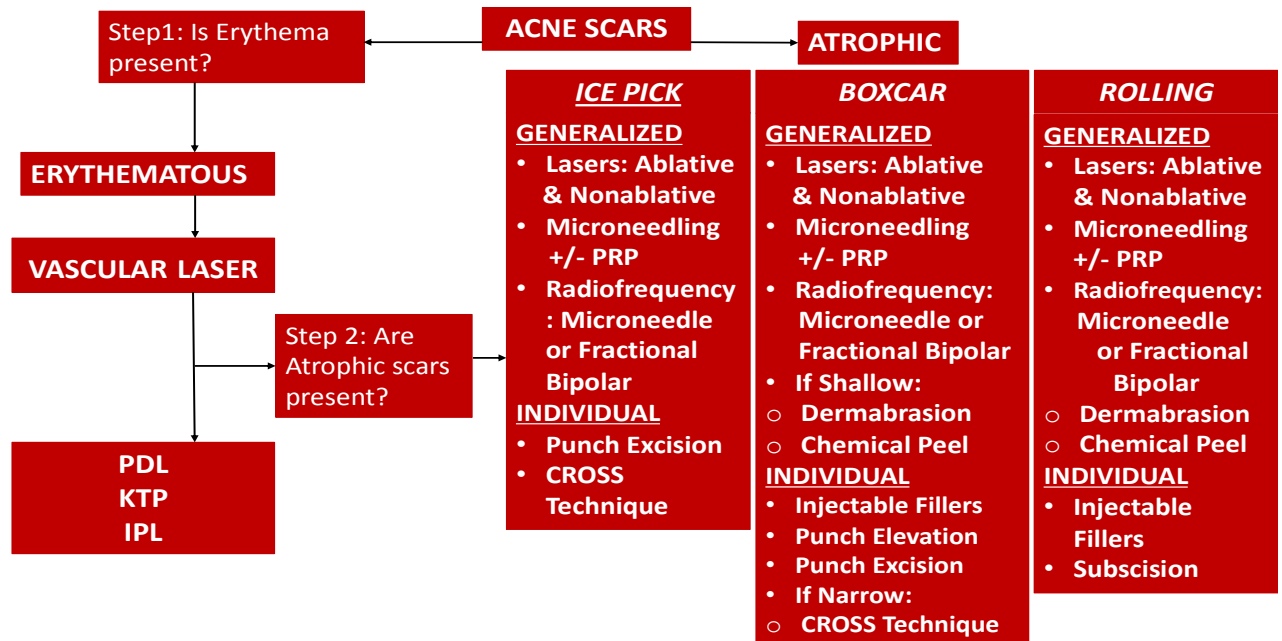 ACNE SCARS
Step1: Is Erythema
present?
ATROPHIC
ERYTHEMATOUS
VASCULAR LASER
Step 2: Are
Atrophic scars
present?
PDL
KTP
IPL
ICE PICK
GENERALIZED
• Lasers: Ablative
& Nonablative
• Microneedling
+/- PRP
• Radiofrequency
: Microneedle
or Fractional
Bipolar
INDIVIDUAL
• Punch Excision
• CROSS
Technique
BOXCAR
GENERALIZED
• Lasers: Ablative
& Nonablative
• Microneedling
+/- PRP
• Radiofrequency:
Microneedle or
Fractional Bipolar
• If Shallow:
o Dermabrasion
o Chemical Peel
INDIVIDUAL
• Injectable Fillers
• Punch Elevation
• Punch Excision
• If Narrow:
o CROSS Technique
ROLLING
GENERALIZED
• Lasers: Ablative
& Nonablative
• Microneedling
+/- PRP
• Radiofrequency:
Microneedle
or Fractional
Bipolar
o Dermabrasion
o Chemical Peel
INDIVIDUAL
• Injectable
Fillers
• Subscision